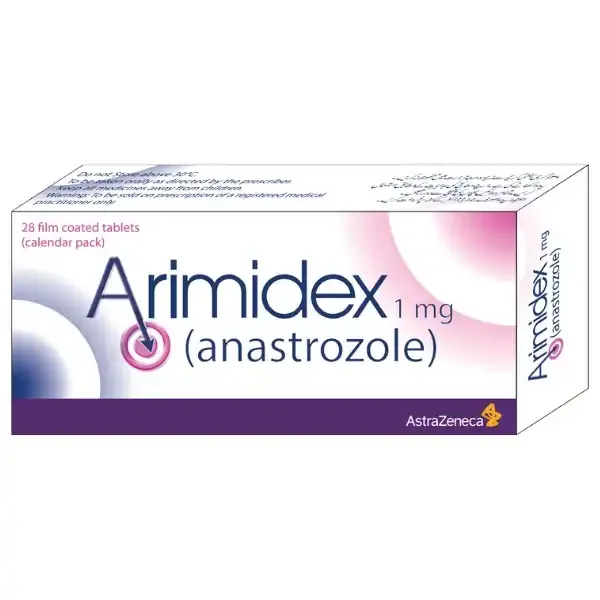 Do not Store above 30°C.
To be taken orally as directed by the prescriber.
Keep all medicines away from children.
Warning: To be sold on prescription of a registered medical
practitioner only.
28 film coated tablets
(calendar pack)
Arimidex 1 mg
(anastrozole)
AstraZeneca
Arimidex 1 mg
(anastrozole)